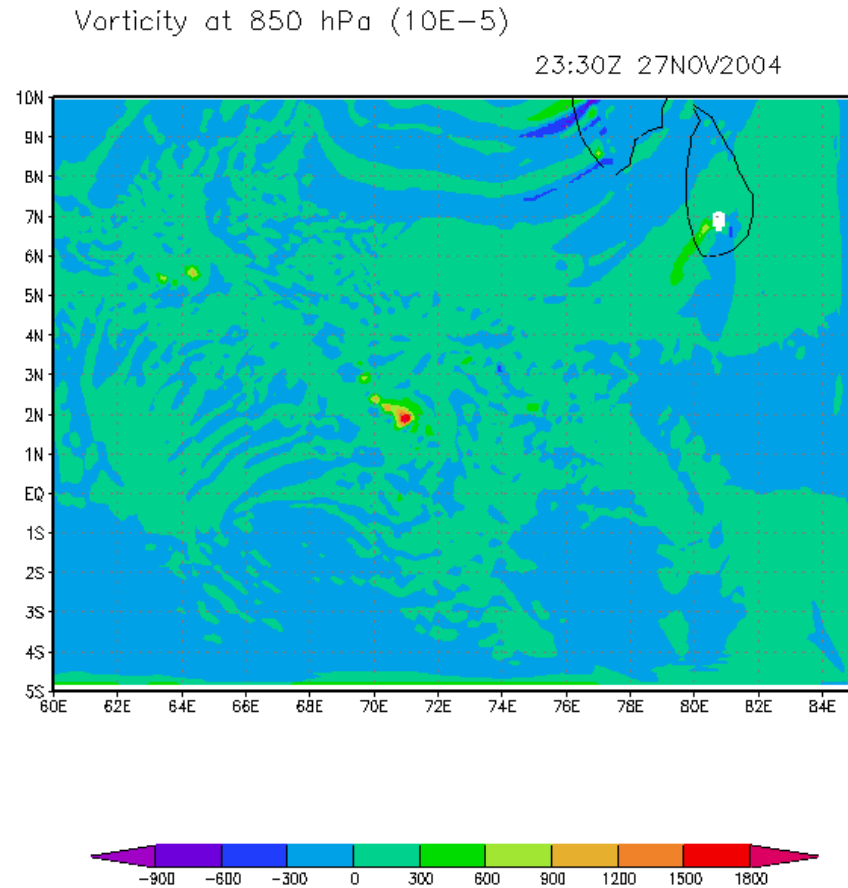 Vorticity at 850 hPa (10E-5)
23:30Z 27NOV2004
10N
9N
8N
7N
6N
5N
4N
3N
2N
1N
EQ
1S
2S
3S
4S
5S
60E 62E 64E 66E 68E 70E 72E 74E 76E 78E 80E 82E 84E
-900 -600 -300 0 300 600 900 1200 1500 1800